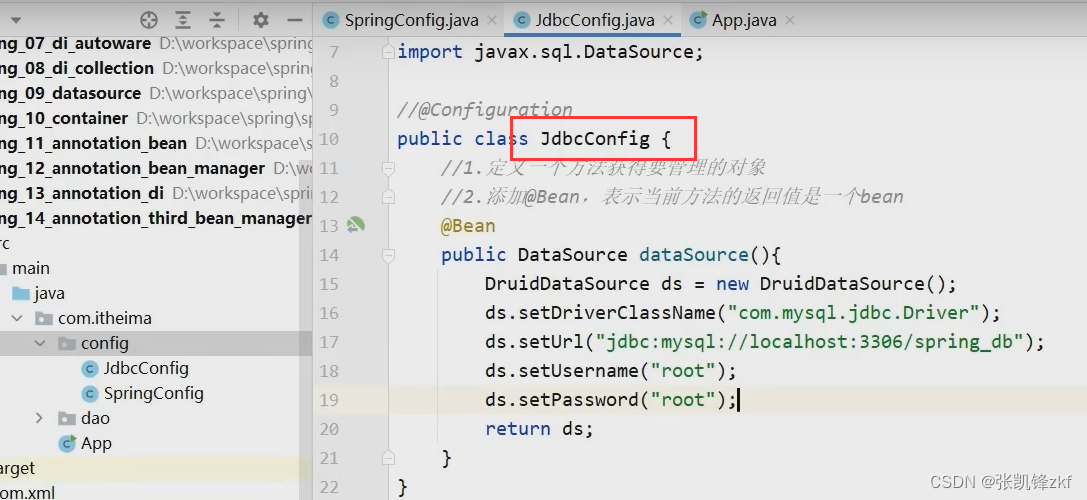 SpringConfig.java
JdbcConfig.java
App.java
ng_07_di_autoware D:\workspace\spring
ng_08_di_collection D:\workspace\spring
ng_09_datasource D:\workspace\spring\
ng_10_container D:\workspace\spring\
ng_11_annotation_bean D:\workspace\
ng_12_annotation_bean_manager D:\
ng_13_annotation_di D:\workspace\spri
ng_14_annotation_third_bean_manager
rc
main
java
com.itheima
config
JdbcConfig
SpringConfig
dao
App
arget
om.xml
7 import javax.sql.DataSource;
8
9 //@Configuration
10 public class JdbcConfig {
11 //1.定义一个方法获得要管理的对象
12 //2.添加@Bean，表示当前方法的返回值是一个bean
13 @Bean
14 public DataSource dataSource(){
15 DruidDataSource ds = new DruidDataSource();
16 ds.setDriverClassName("com.mysql.jdbc.Driver");
17 ds.setUrl("jdbc:mysql://localhost:3306/spring_db");
18 ds.setUsername("root");
19 ds.setPassword("root");
20 return ds;
21 }
22 }
CSDN @张凯锋zkf